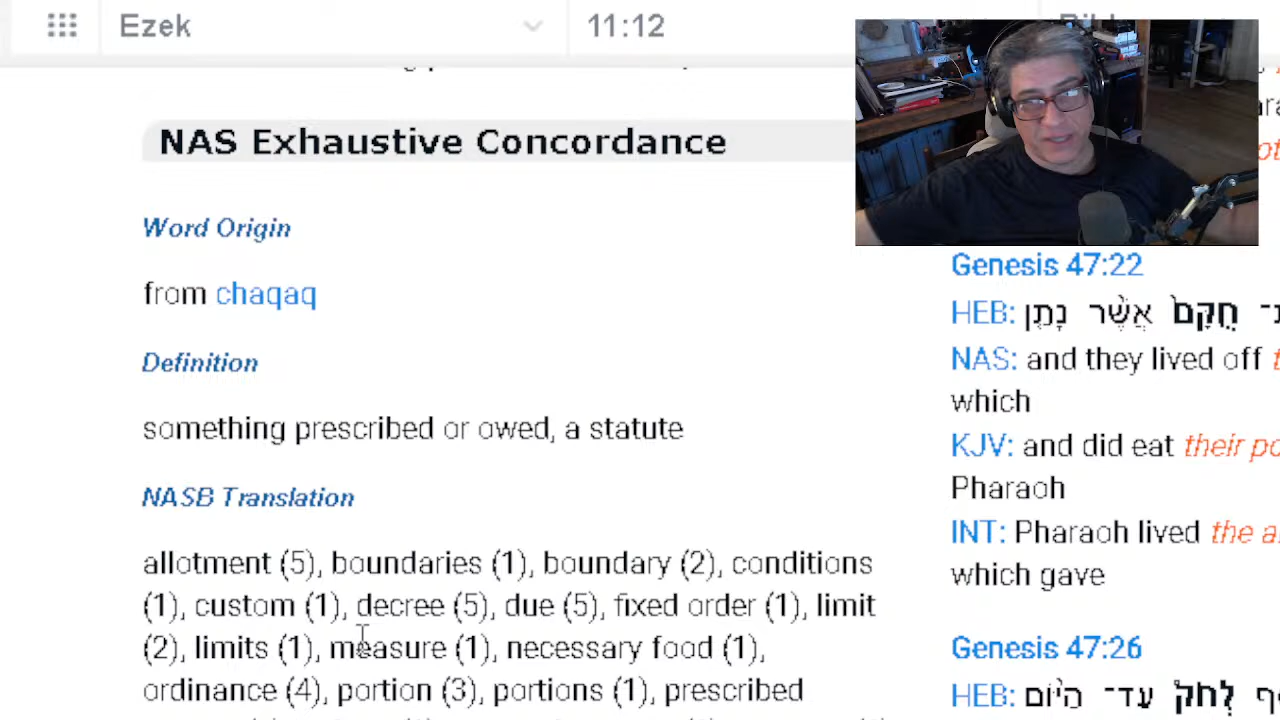 Ezek
11:12
NAS Exhaustive Concordance
Word Origin
from chaqaq
Definition
something prescribed or owed, a statute
NASB Translation
allotment (5), boundaries (1), boundary (2), conditions
(1), custom (1), decree (5), due (5), fixed order (1), limit
(2), limits (1), measure (1), necessary food (1),
ordinance (4), portion (3), portions (1), prescribed
Genesis 47:22
HEB: חֻקָּם֙ אֲשֶׁ֨ר נָתַ֤ן
NAS: and they lived off
which
KJV: and did eat their
Pharaoh
INT: Pharaoh lived the
which gave
Genesis 47:26
HEB: לְחֹ֖ק עַד־ הַיּ֨וֹם